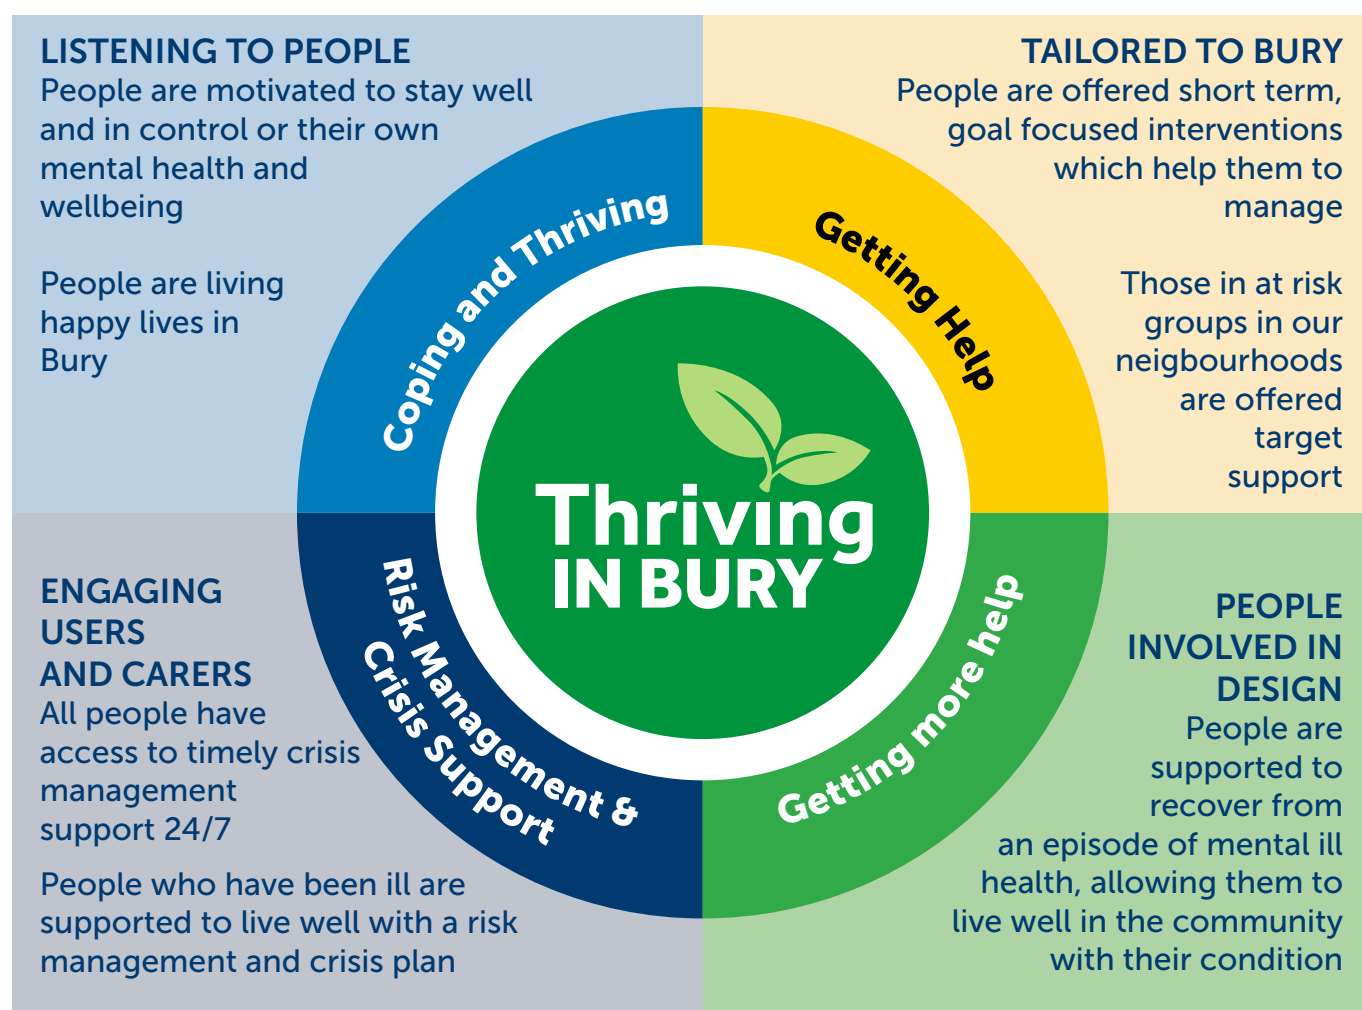 LISTENING TO PEOPLE
People are motivated to stay well
and in control or their own
mental health and
wellbeing
People are living
happy lives in
Bury
TAILORED TO BURY
People are offered short term,
goal focused interventions
which help them to
manage
Those in at risk
groups in our
neigbourhoods
are offered
target
support
Coping and Thriving
Getting Help
Thriving
IN BURY
Risk Management &
Crisis Support
Getting more help
ENGAGING
USERS
AND CARERS
All people have
access to timely crisis
management
support 24/7
People who have been ill are
supported to live well with a risk
management and crisis plan
PEOPLE
INVOLVED IN
DESIGN
People are
supported to
recover from
an episode of mental ill
health, allowing them to
live well in the community
with their condition